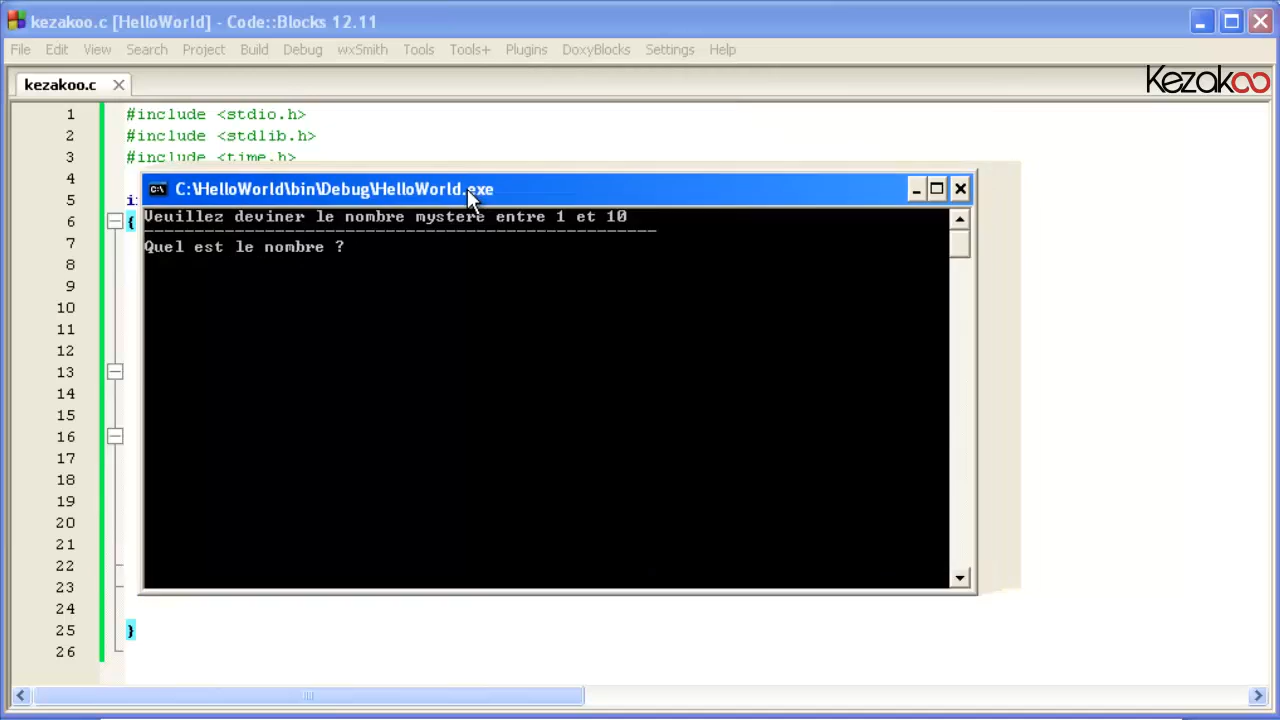 kezakoo.c [HelloWorld] - Code::Blocks 12.11
File Edit View Search Project Build Debug wxSmith Tools Tools+ Plugins DoxyBlocks Settings Help
kezakoo.c
Kezakoo
1 #include <stdio.h>
2 #include <stdlib.h>
3 #include <time.h>
4
5
6 {
7
8
9
10
11
12
13
14
15
16
17
18
19
20
21
22
23
24
25 }
26
C:\HelloWorld\bin\Debug\HelloWorld.exe
Veuillez deviner le nombre mystere entre 1 et 10
--------------------------------------------------
Quel est le nombre ?